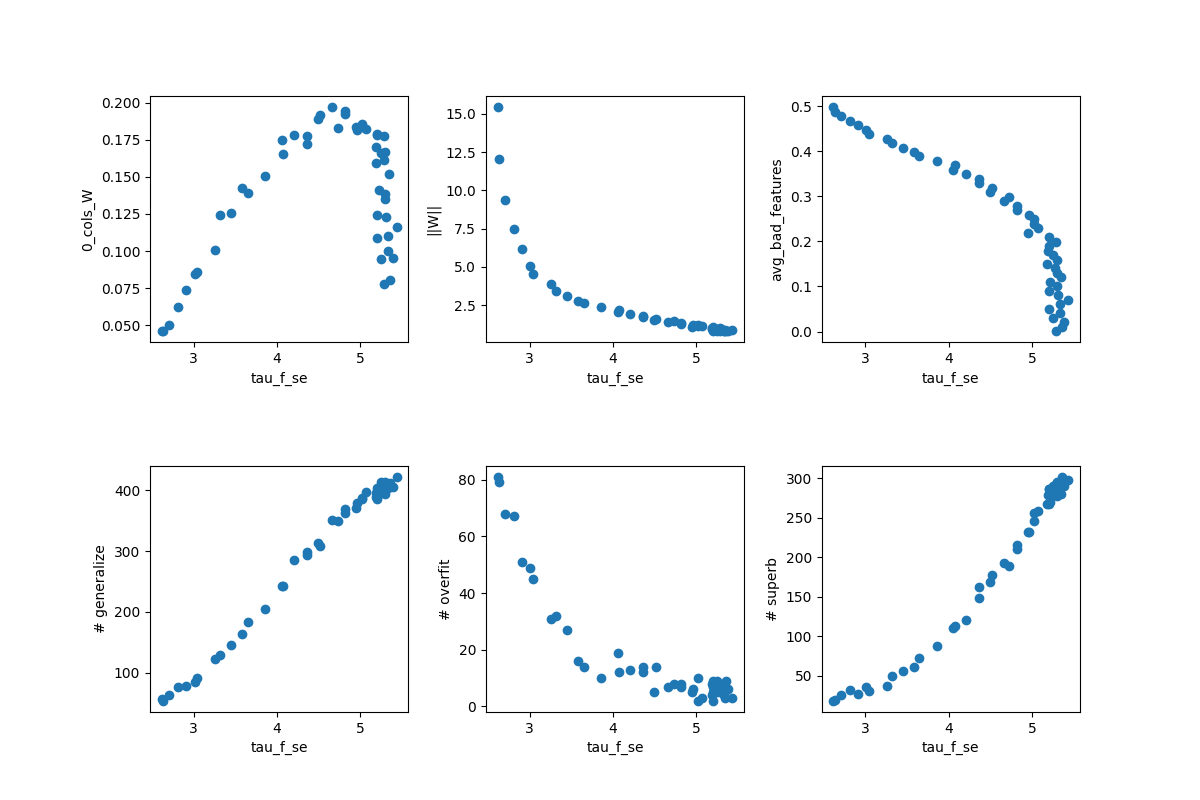 0.200
0.175
0.150
0.125
0.100
0.075
0.050
0_cols_W
3 4 5
tau_f_se
15.0
12.5
10.0
7.5
5.0
2.5
||W||
3 4 5
tau_f_se
0.5
0.4
0.3
0.2
0.1
0.0
avg_bad_features
3 4 5
tau_f_se
400
300
200
100
# generalize
3 4 5
tau_f_se
80
60
40
20
0
# overfit
3 4 5
tau_f_se
300
250
200
150
100
50
# superb
3 4 5
tau_f_se